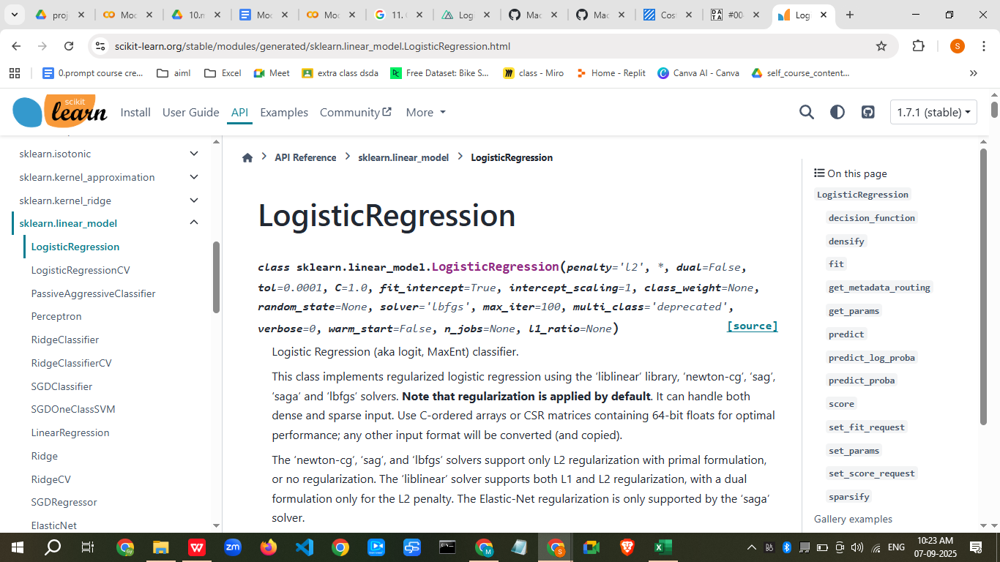 proj
Mod
10.n
Mod
Mod
11. (
Logi
Mac
Mac
Cos
DATA #00
Logi
scikit-learn.org/stable/modules/generated/sklearn.linear_model.LogisticRegression.html
S
0.prompt course cre...
aiml
Excel
Meet
extra class dsda
Free Dataset: Bike S...
class - Miro
Home - Replit
Canva AI - Canva
self_course_content...
scikit learn
Install
User Guide
API
Examples
Community
More
1.7.1 (stable)
sklearn.isotonic
sklearn.kernel_approximation
sklearn.kernel_ridge
sklearn.linear_model
LogisticRegression
LogisticRegressionCV
PassiveAggressiveClassifier
Perceptron
RidgeClassifier
RidgeClassifierCV
SGDClassifier
SGDOneClassSVM
LinearRegression
Ridge
RidgeCV
SGDRegressor
ElasticNet
API Reference > sklearn.linear_model > LogisticRegression
LogisticRegression
class sklearn.linear_model.LogisticRegression(penalty='l2', *, dual=False,
tol=0.0001, C=1.0, fit_intercept=True, intercept_scaling=1, class_weight=None,
random_state=None, solver='lbfgs', max_iter=100, multi_class='deprecated',
verbose=0, warm_start=False, n_jobs=None, l1_ratio=None) [source]
Logistic Regression (aka logit, MaxEnt) classifier.
This class implements regularized logistic regression using the ‘liblinear’ library, ‘newton-cg’, ‘sag’,
‘saga’ and ‘lbfgs’ solvers. Note that regularization is applied by default. It can handle both
dense and sparse input. Use C-ordered arrays or CSR matrices containing 64-bit floats for optimal
performance; any other input format will be converted (and copied).
The ‘newton-cg’, ‘sag’, and ‘lbfgs’ solvers support only L2 regularization with primal formulation,
or no regularization. The ‘liblinear’ solver supports both L1 and L2 regularization, with a dual
formulation only for the L2 penalty. The Elastic-Net regularization is only supported by the ‘saga’
solver.
On this page
LogisticRegression
decision_function
densify
fit
get_metadata_routing
get_params
predict
predict_log_proba
predict_proba
score
set_fit_request
set_params
set_score_request
sparsify
Gallery examples
ENG
10:23 AM
07-09-2025